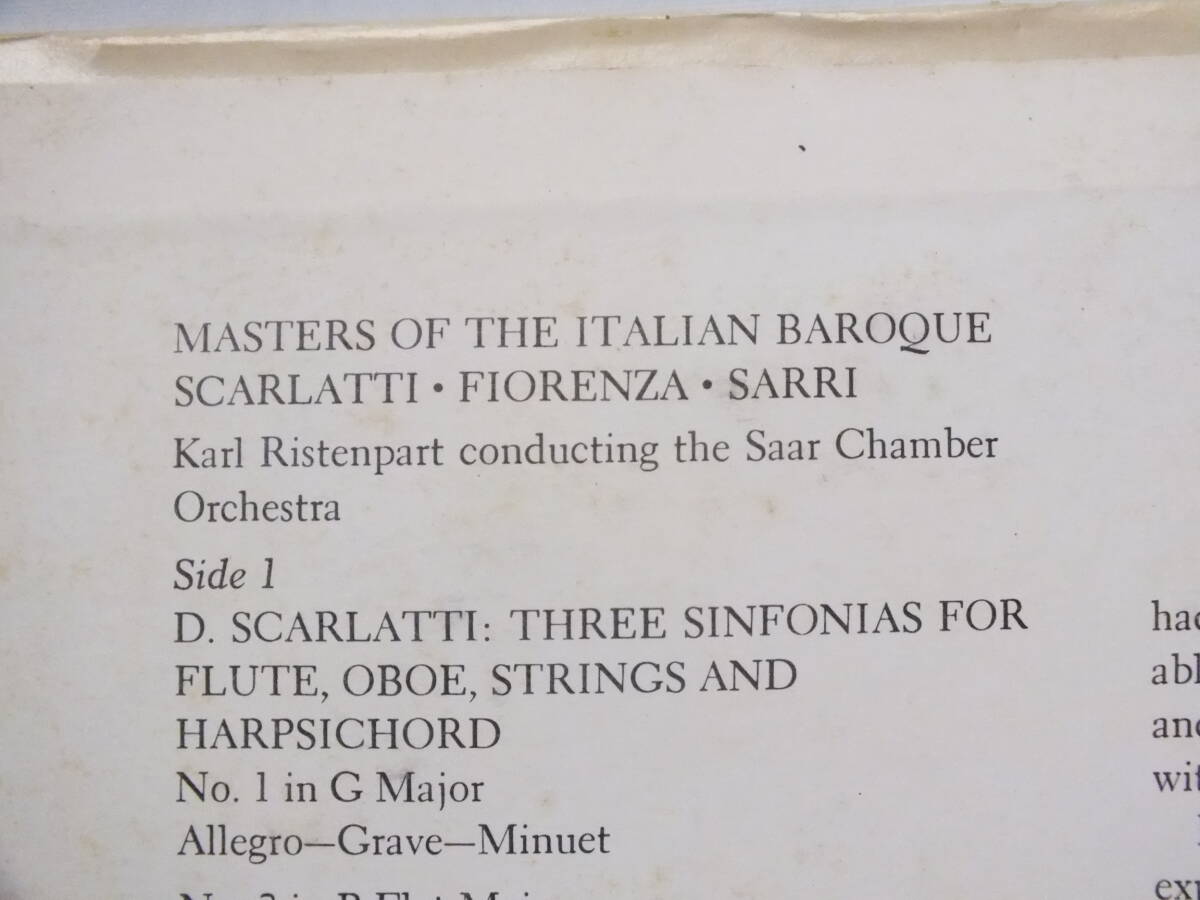 MASTERS OF THE ITALIAN BAROQUE
SCARLATTI • FIORENZA • SARRI
Karl Ristenpart conducting the Saar Chamber
Orchestra
Side 1
D. SCARLATTI: THREE SINFONIAS FOR
FLUTE, OBOE, STRINGS AND
HARPSICHORD
No. 1 in G Major
Allegro—Grave—Minuet